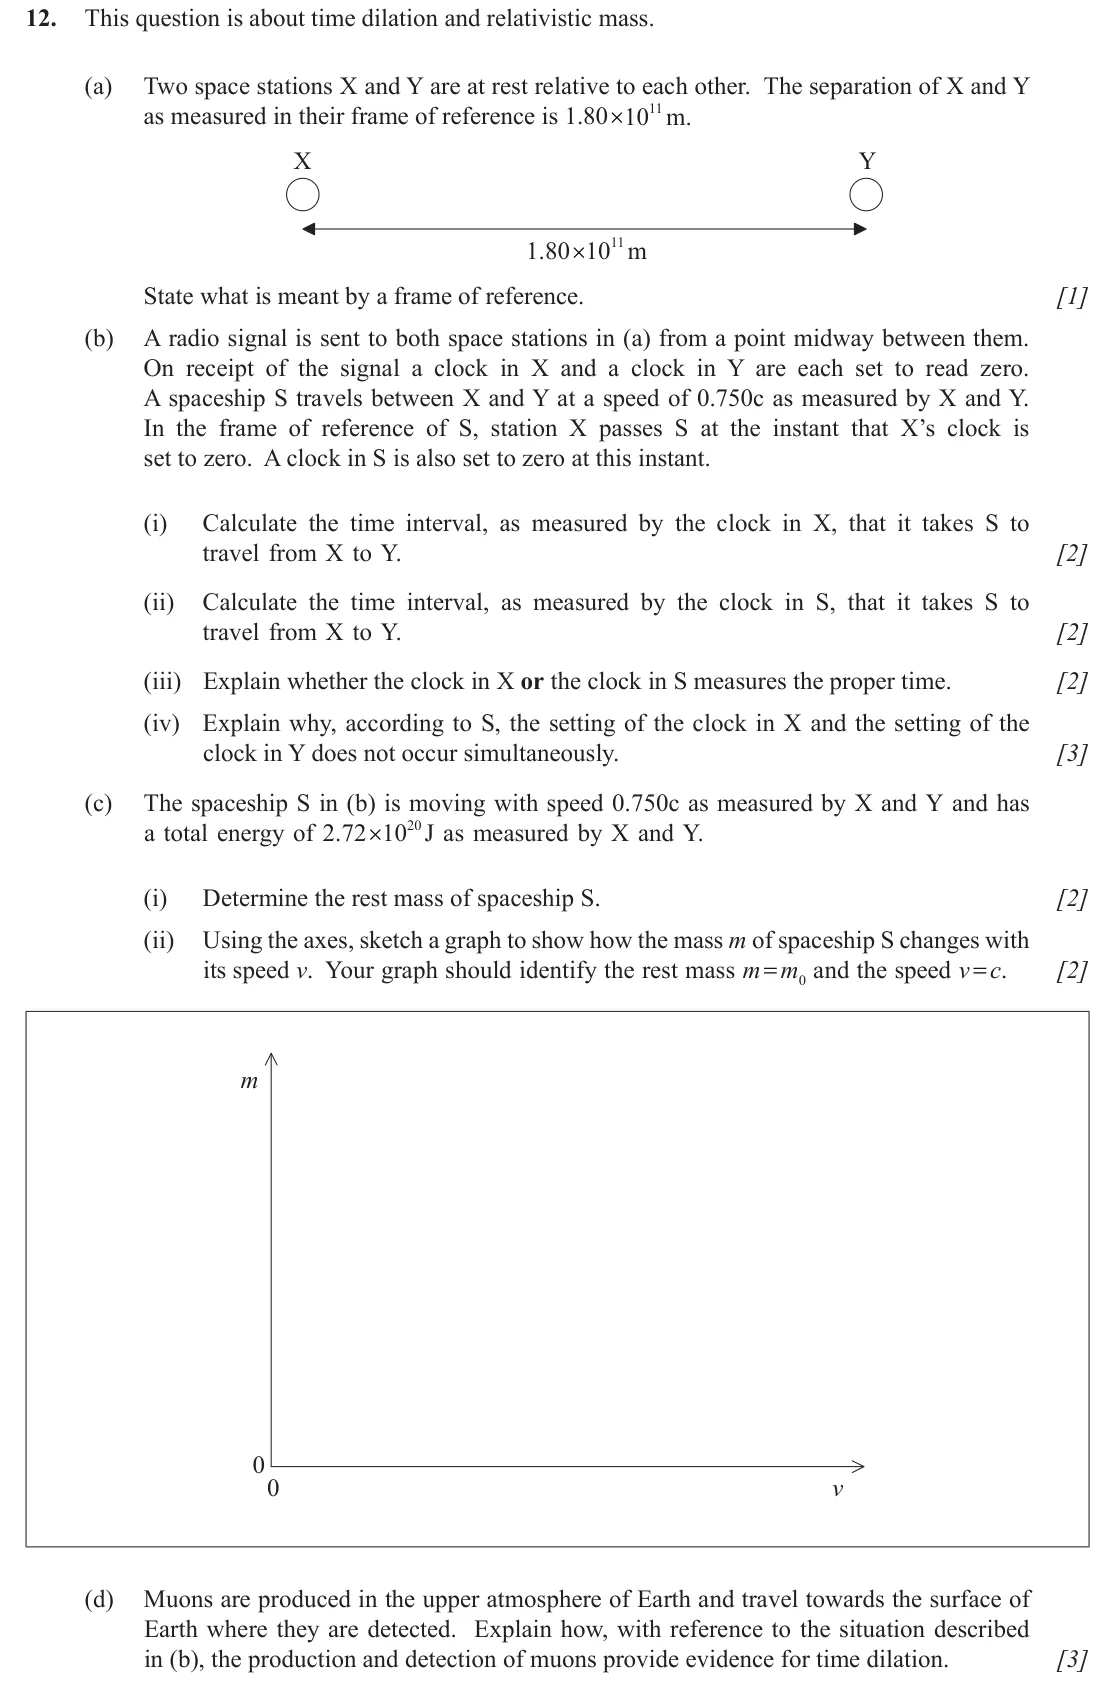 12. This question is about time dilation and relativistic mass.
(a) Two space stations X and Y are at rest relative to each other. The separation of X and Y
as measured in their frame of reference is 1.80×10¹¹ m.
X Y
1.80×10¹¹ m
State what is meant by a frame of reference. [1]
(b) A radio signal is sent to both space stations in (a) from a point midway between them.
On receipt of the signal a clock in X and a clock in Y are each set to read zero.
A spaceship S travels between X and Y at a speed of 0.750c as measured by X and Y.
In the frame of reference of S, station X passes S at the instant that X’s clock is
set to zero. A clock in S is also set to zero at this instant.
(i) Calculate the time interval, as measured by the clock in X, that it takes S to
travel from X to Y. [2]
(ii) Calculate the time interval, as measured by the clock in S, that it takes S to
travel from X to Y. [2]
(iii) Explain whether the clock in X or the clock in S measures the proper time. [2]
(iv) Explain why, according to S, the setting of the clock in X and the setting of the
clock in Y does not occur simultaneously. [3]
(c) The spaceship S in (b) is moving with speed 0.750c as measured by X and Y and has
a total energy of 2.72×10²⁰ J as measured by X and Y.
(i) Determine the rest mass of spaceship S. [2]
(ii) Using the axes, sketch a graph to show how the mass m of spaceship S changes with
its speed v. Your graph should identify the rest mass m=m₀ and the speed v=c. [2]
m
0
0 v
(d) Muons are produced in the upper atmosphere of Earth and travel towards the surface of
Earth where they are detected. Explain how, with reference to the situation described
in (b), the production and detection of muons provide evidence for time dilation. [3]